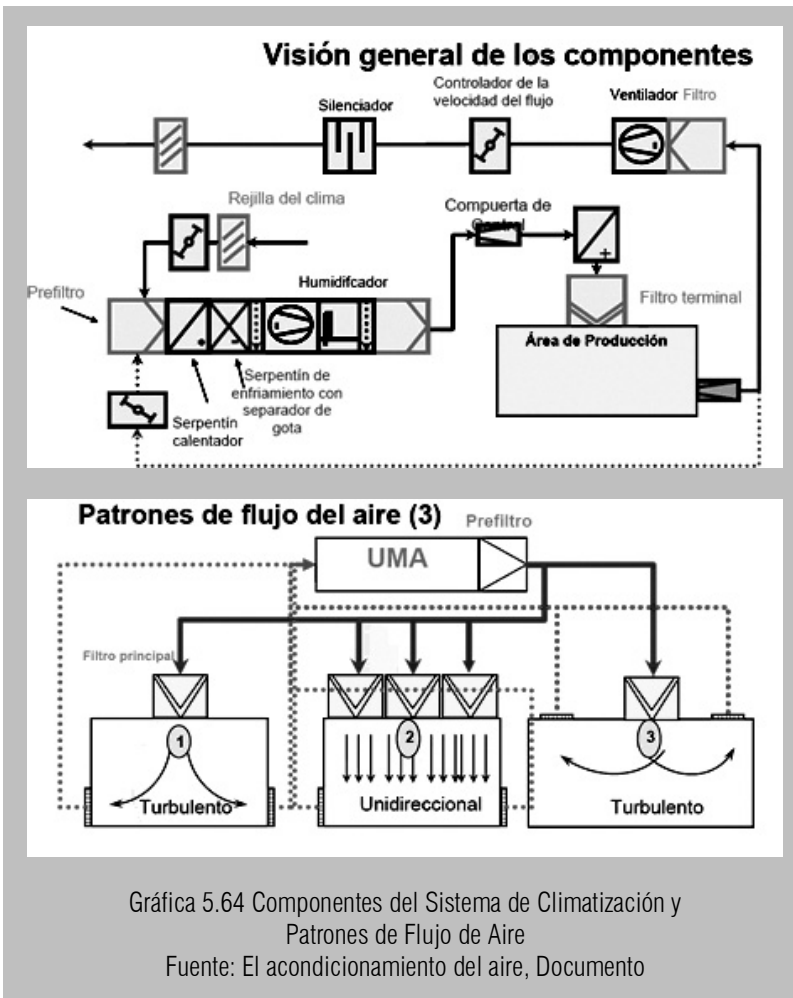 Visión general de los componentes
Controlador de la
velocidad del flujo
Ventilador Filtro
Silenciador
Rejilla del clima
Compuerta de
Control
Prefiltro
Humidifcador
Filtro terminal
Área de Producción
+
Serpentín de
enfriamiento con
separador de
gota
Serpentín
calentador
Patrones de flujo del aire (3)
Prefiltro
UMA
Filtro principal
1
2
3
Turbulento
Unidireccional
Turbulento
Gráfica 5.64 Componentes del Sistema de Climatización y
Patrones de Flujo de Aire
Fuente: El acondicionamiento del aire, Documento